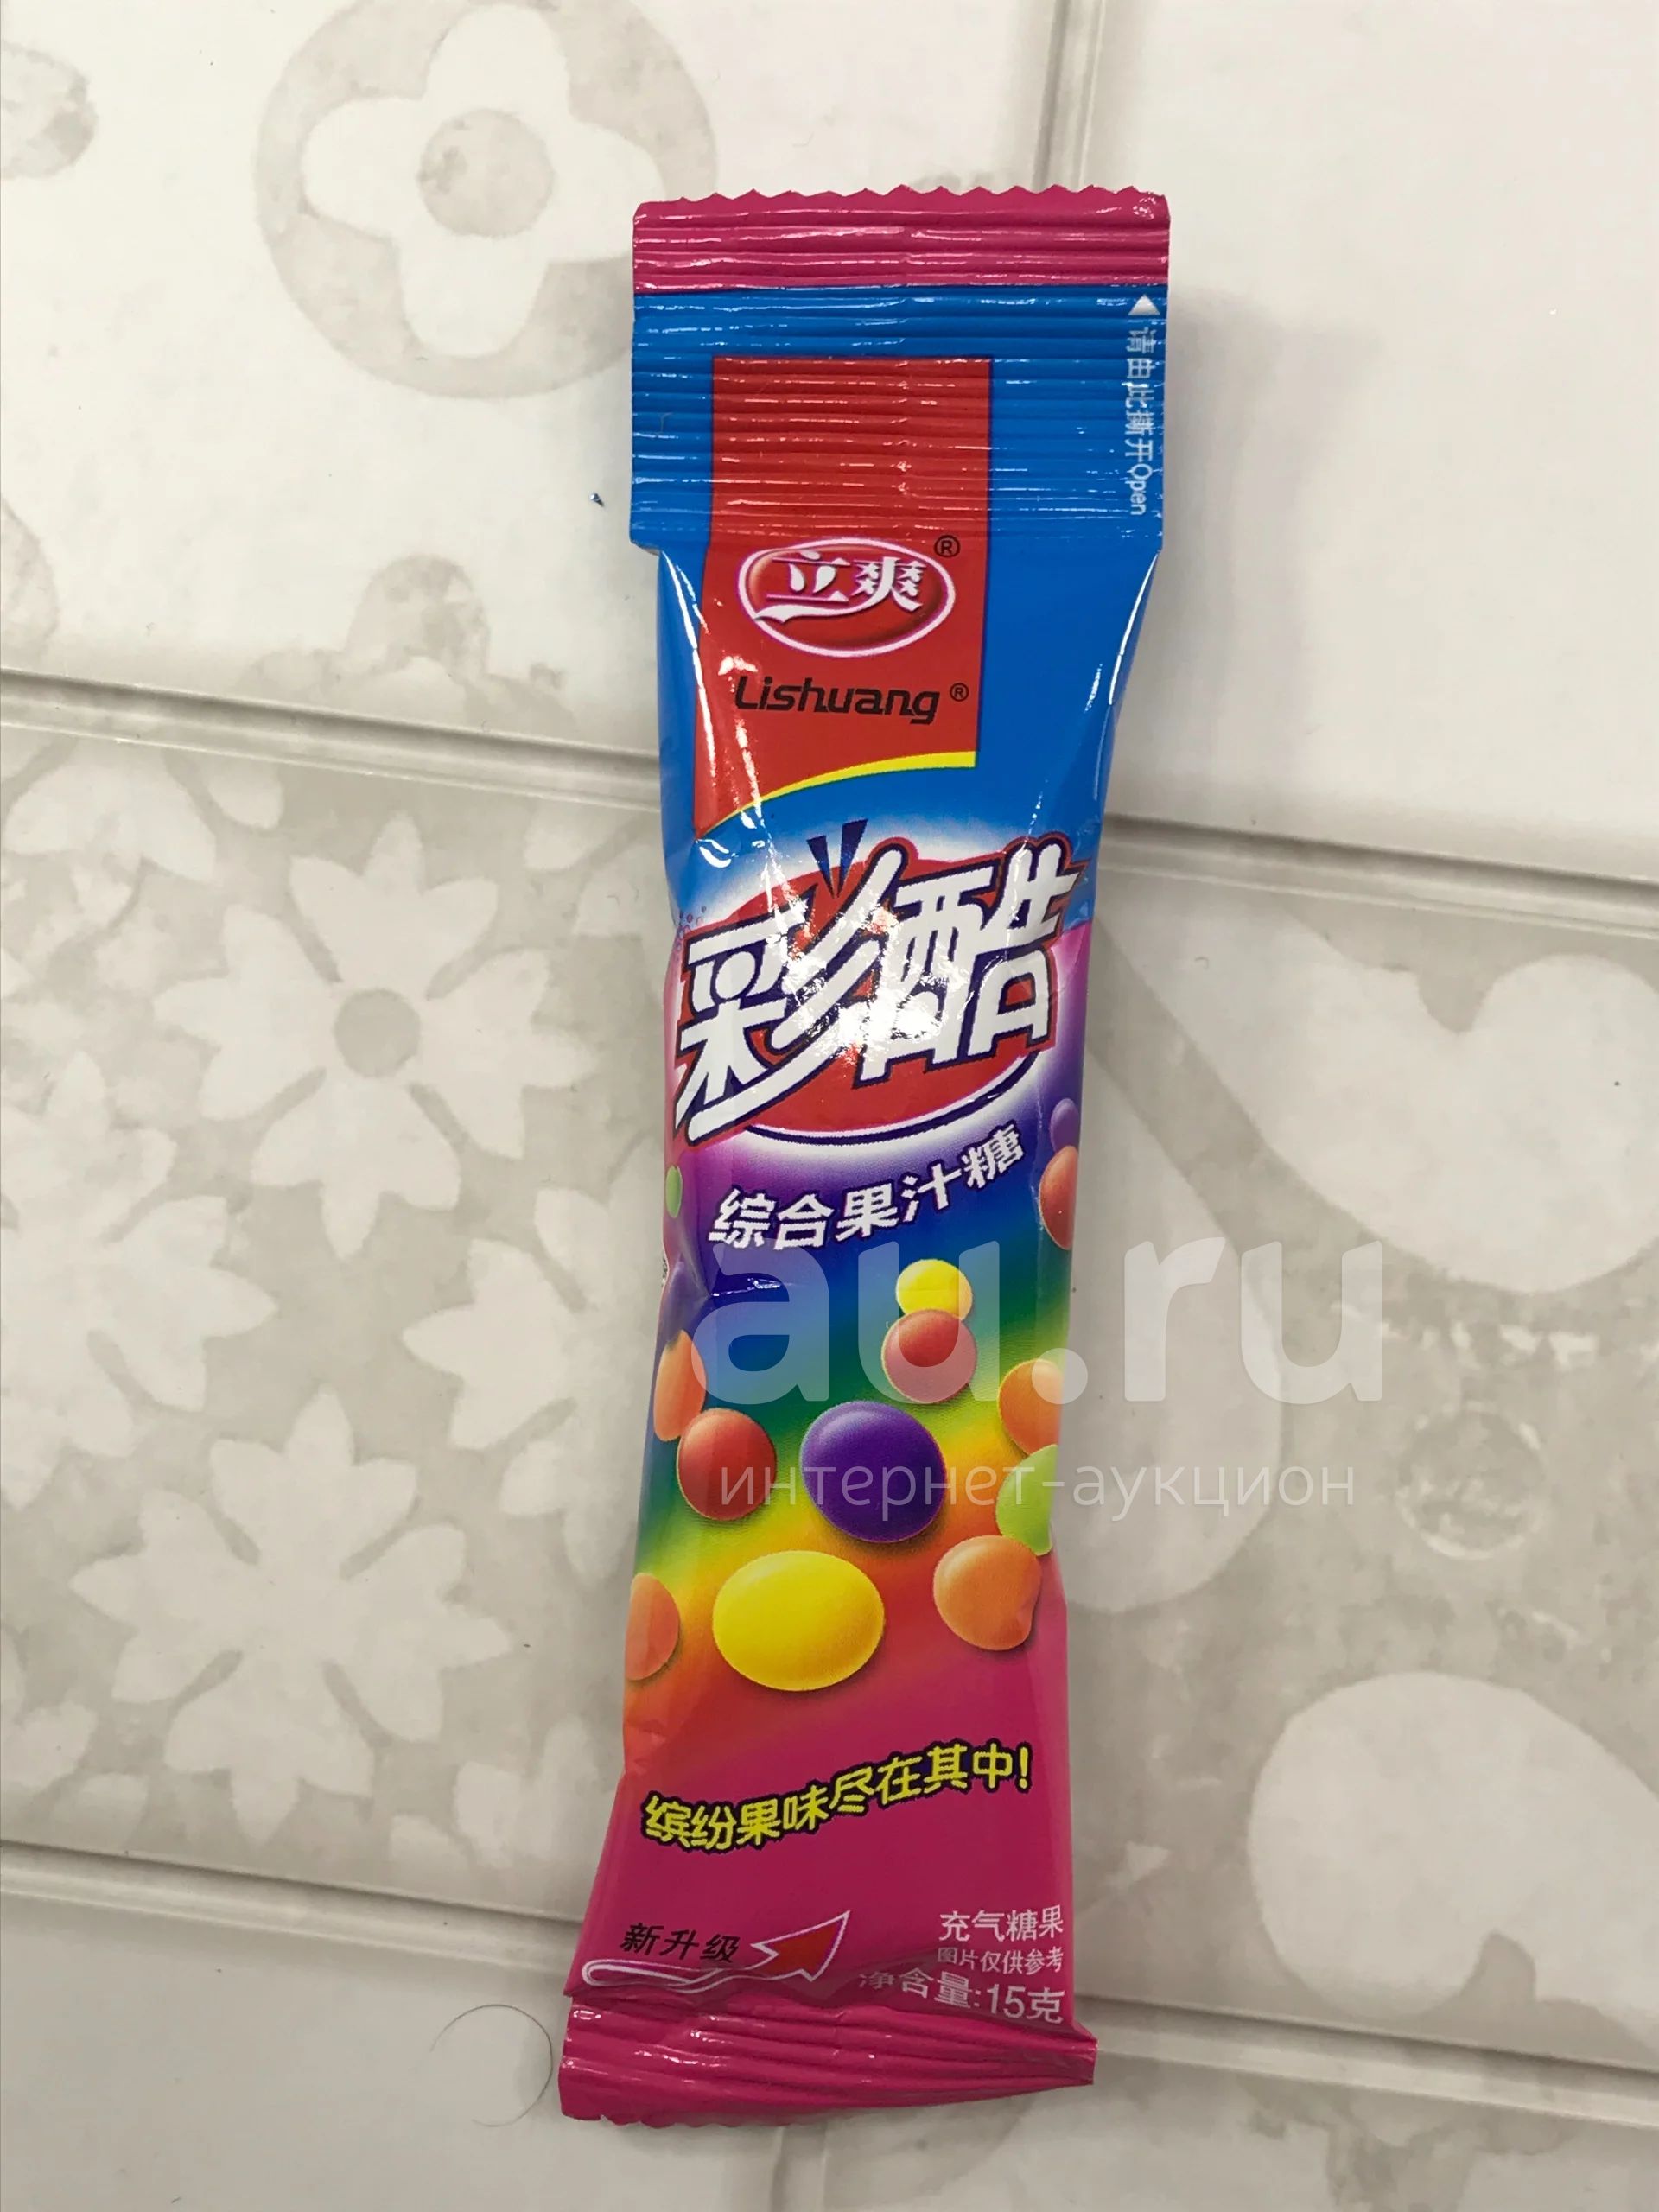 请由此撕开Open
立爽®
Lishuang®
彩酷
综合果汁糖
au.ru
интернет-аукцион
缤纷果味尽在其中!
新升级
充气糖果
图片仅供参考
净含量:15克